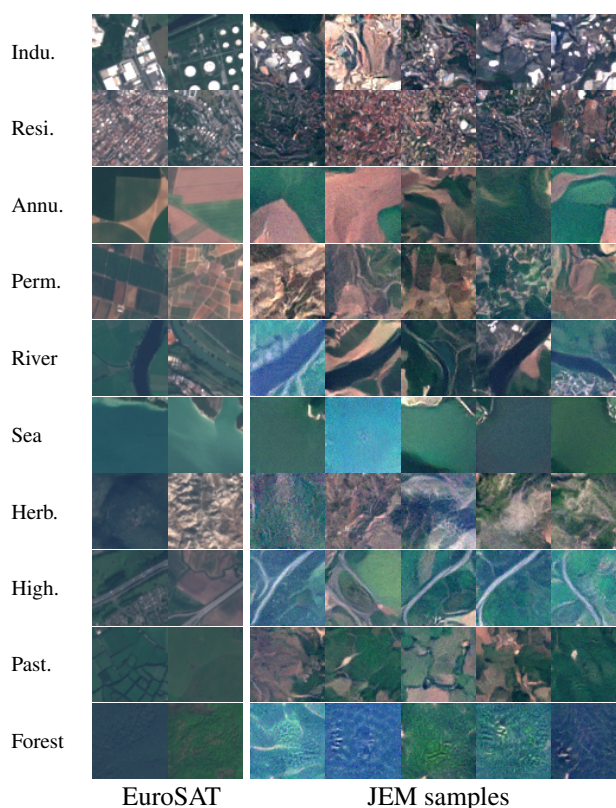 Indu.
Resi.
Annu.
Perm.
River
Sea
Herb.
High.
Past.
Forest
EuroSAT JEM samples